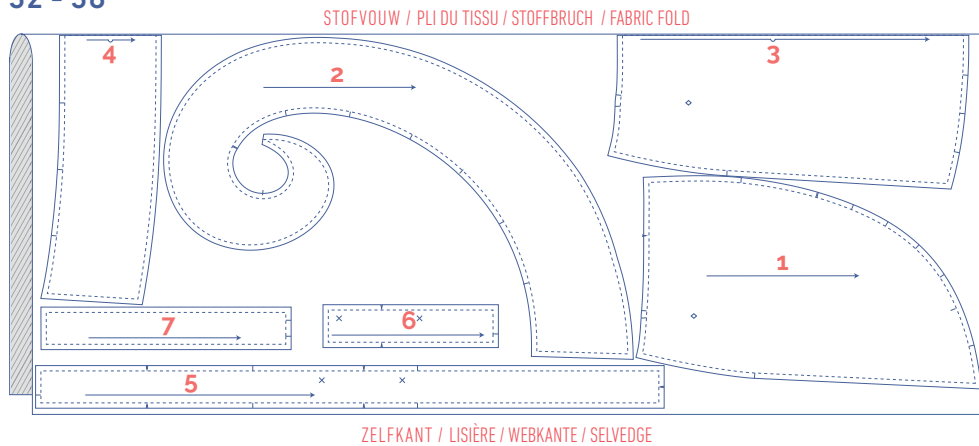 32 - 38
STOFVOUW / PLI DU TISSU / STOFFBRUCH / FABRIC FOLD
4
2
3
1
7
6
5
ZELFKANT / LISIÈRE / WEBKANTE / SELVEDGE